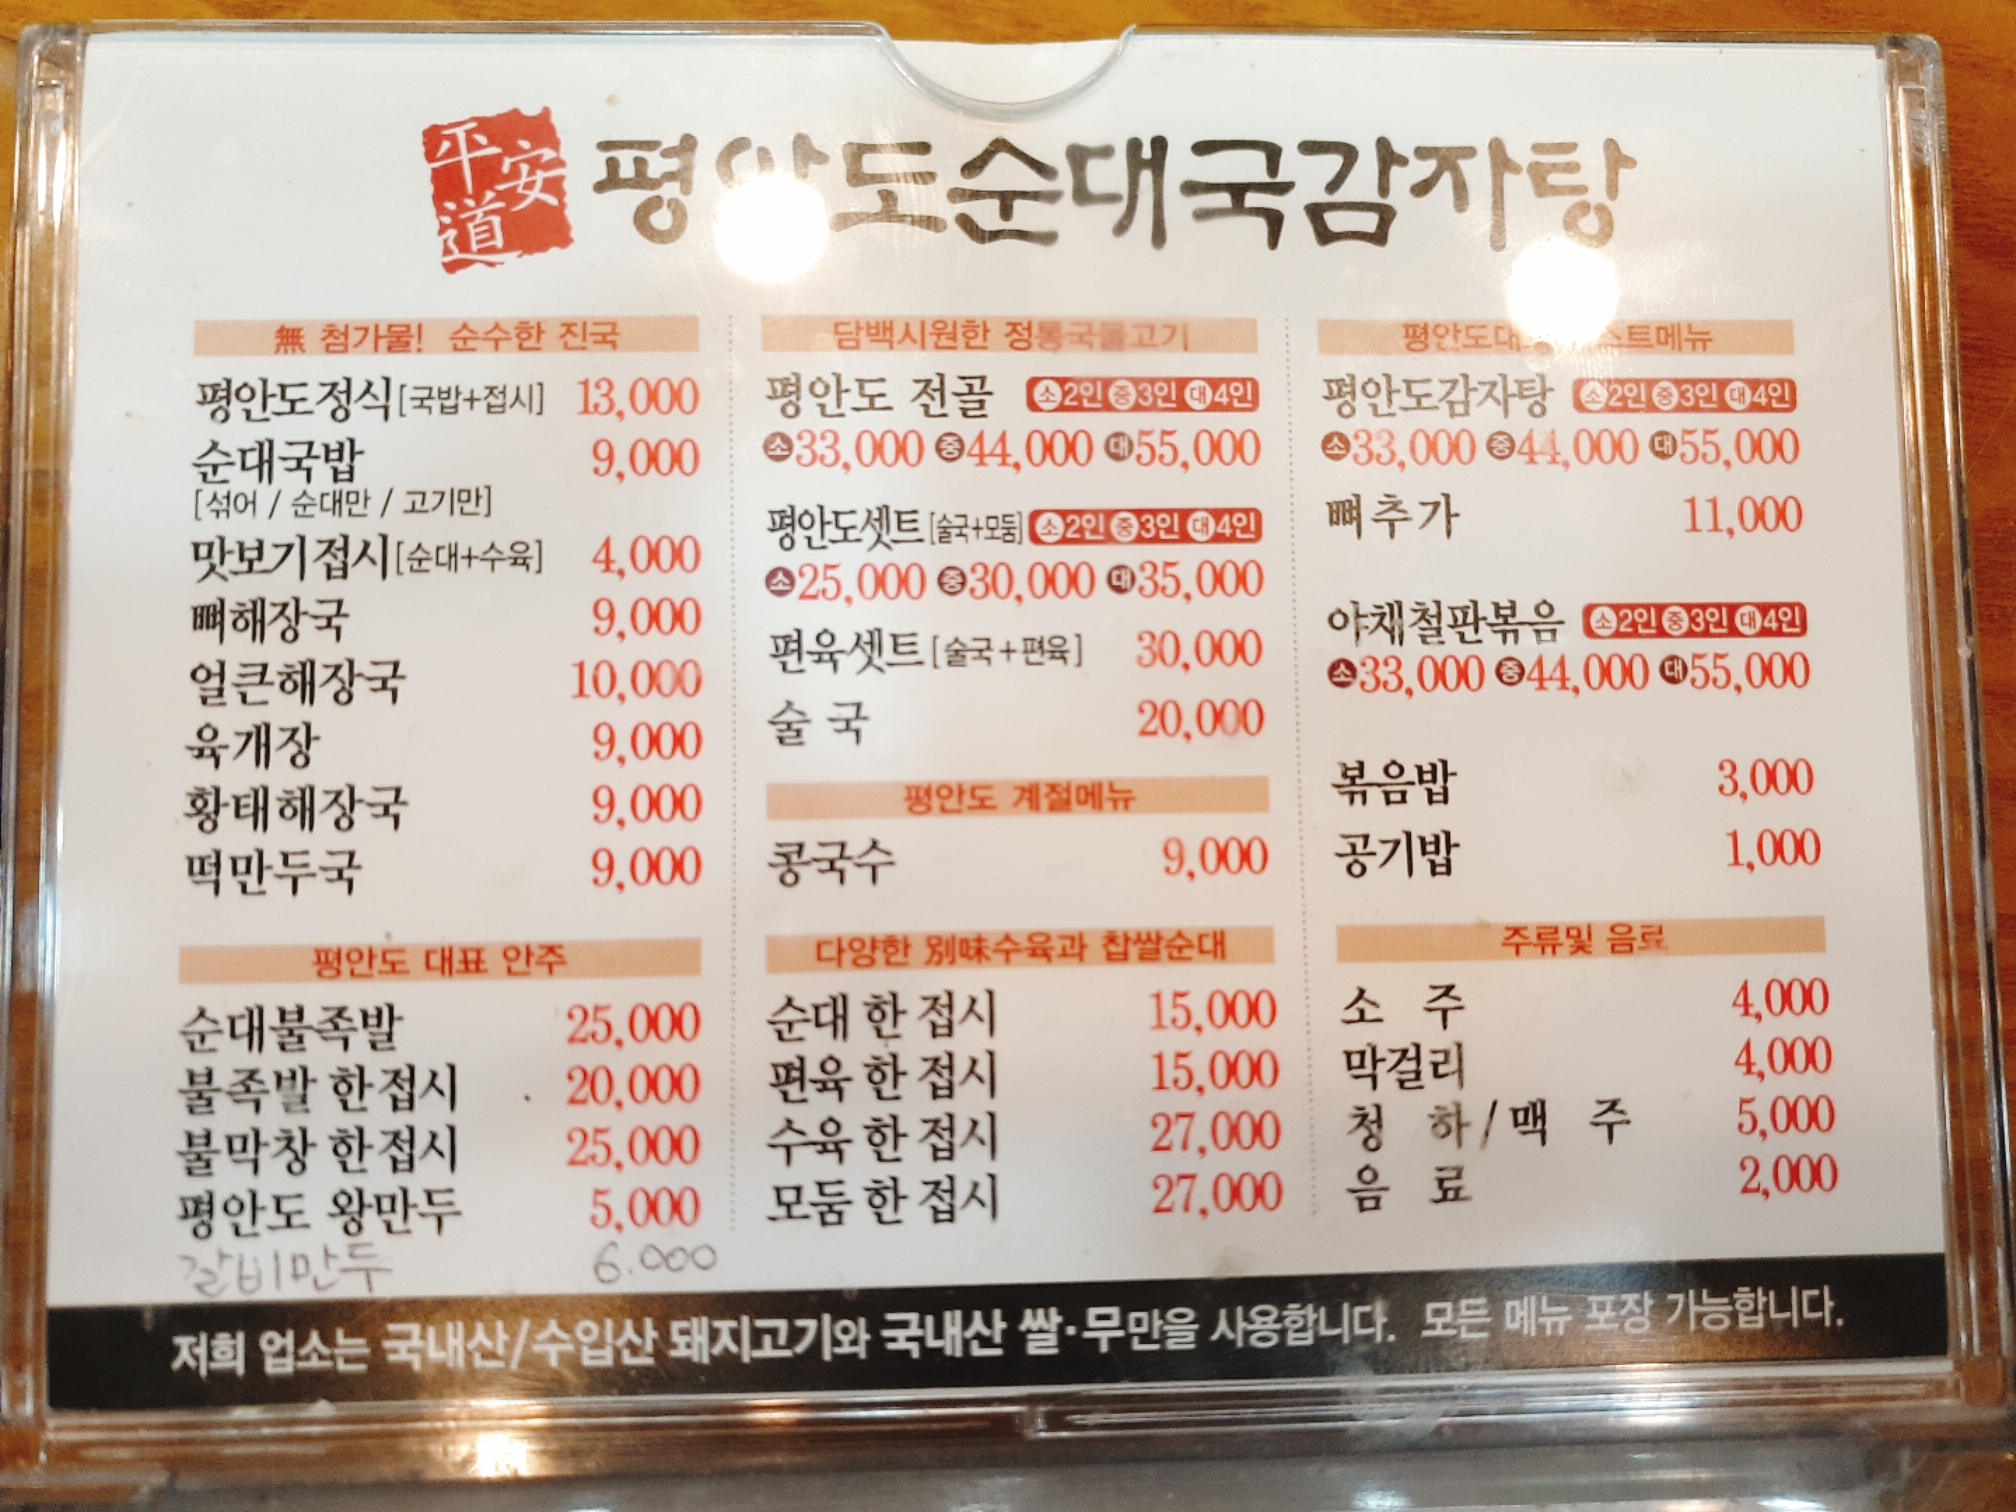 平安道
평안도순대국감자탕
無 첨가물! 순수한 진국
평안도정식[국밥+접시] 13,000
순대국밥 9,000
[섞어 / 순대만 / 고기만]
맛보기접시[순대+수육] 4,000
뼈해장국 9,000
얼큰해장국 10,000
육개장 9,000
황태해장국 9,000
떡만두국 9,000
평안도 대표 안주
순대불족발 25,000
불족발 한접시 20,000
불막창 한접시 25,000
평안도 왕만두 5,000
갈비만두 6.000
담백시원한 정통국물고기
평안도 전골 소2인 중3인 대4인
소33,000 중44,000 대55,000
평안도셋트[술국+모둠] 소2인 중3인 대4인
소25,000 중30,000 대35,000
편육셋트[술국+편육] 30,000
술 국 20,000
평안도 계절메뉴
콩국수 9,000
다양한 別味수육과 찹쌀순대
순대 한 접시 15,000
편육 한 접시 15,000
수육 한 접시 27,000
모둠 한 접시 27,000
평안도감자탕 소2인 중3인 대4인
소33,000 중44,000 대55,000
뼈추가 11,000
야채철판볶음 소2인 중3인 대4인
소33,000 중44,000 대55,000
볶음밥 3,000
공기밥 1,000
주류및 음료
소 주 4,000
막걸리 4,000
청 하/맥 주 5,000
음 료 2,000
저희 업소는 국내산/수입산 돼지고기와 국내산 쌀·무만을 사용합니다. 모든 메뉴 포장 가능합니다.